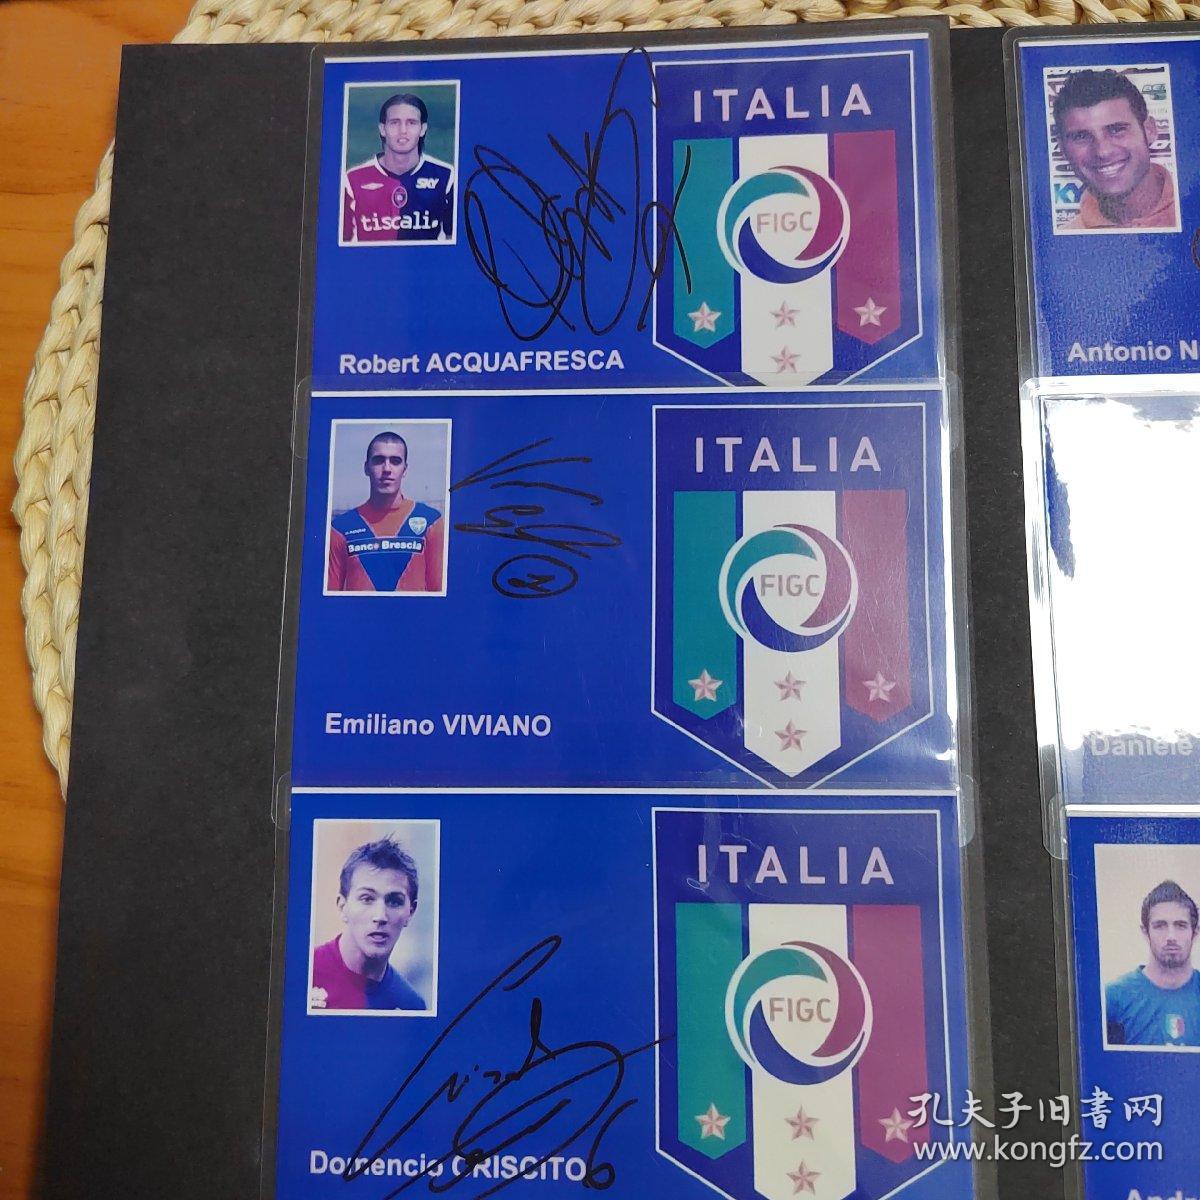 ITALIA
FIGC
SKY
tiscali.
Robert ACQUAFRESCA
Antonio N
ITALIA
FIGC
Banco Brescia
Emiliano VIVIANO
Daniele
ITALIA
FIGC
Domencio CRISCITO
6
孔夫子旧書网
www.kongfz.com